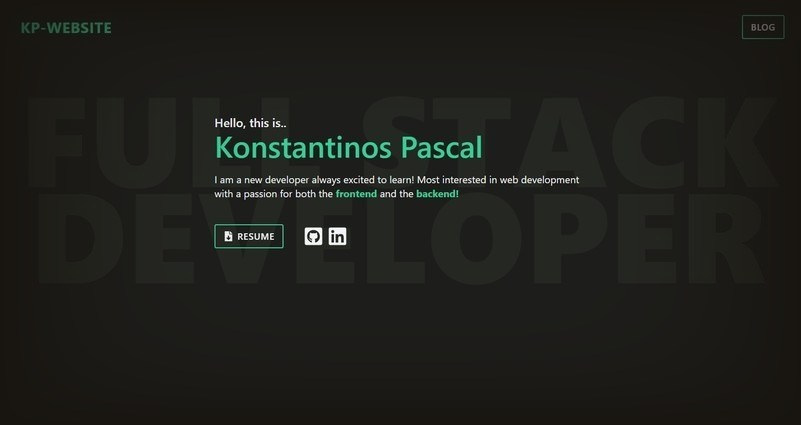 KP-WEBSITE
BLOG
FULL STACK
DEVELOPER
Hello, this is..
Konstantinos Pascal
I am a new developer always excited to learn! Most interested in web development
with a passion for both the frontend and the backend!
RESUME
in